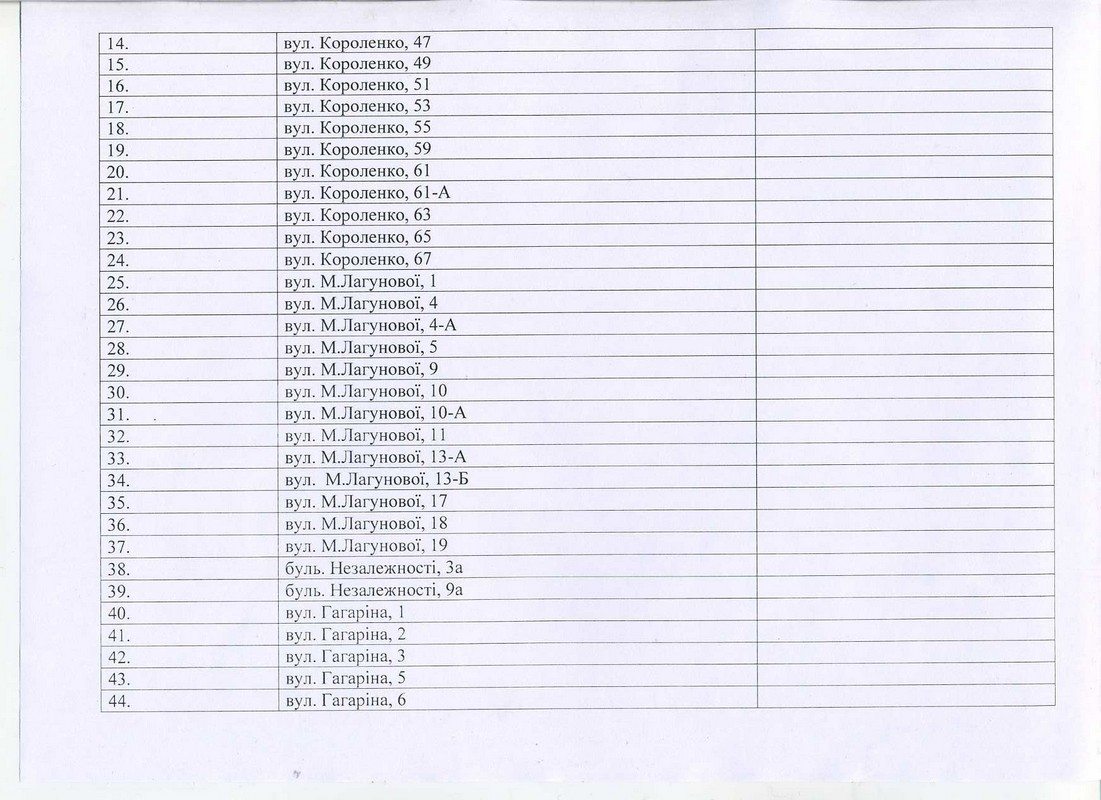 14. вул. Короленко, 47
15. вул. Короленко, 49
16. вул. Короленко, 51
17. вул. Короленко, 53
18. вул. Короленко, 55
19. вул. Короленко, 59
20. вул. Короленко, 61
21. вул. Короленко, 61-А
22. вул. Короленко, 63
23. вул. Короленко, 65
24. вул. Короленко, 67
25. вул. М.Лагунової, 1
26. вул. М.Лагунової, 4
27. вул. М.Лагунової, 4-А
28. вул. М.Лагунової, 5
29. вул. М.Лагунової, 9
30. вул. М.Лагунової, 10
31. вул. М.Лагунової, 10-А
32. вул. М.Лагунової, 11
33. вул. М.Лагунової, 13-А
34. вул. М.Лагунової, 13-Б
35. вул. М.Лагунової, 17
36. вул. М.Лагунової, 18
37. вул. М.Лагунової, 19
38. буль. Незалежності, 3а
39. буль. Незалежності, 9а
40. вул. Гагаріна, 1
41. вул. Гагаріна, 2
42. вул. Гагаріна, 3
43. вул. Гагаріна, 5
44. вул. Гагаріна, 6